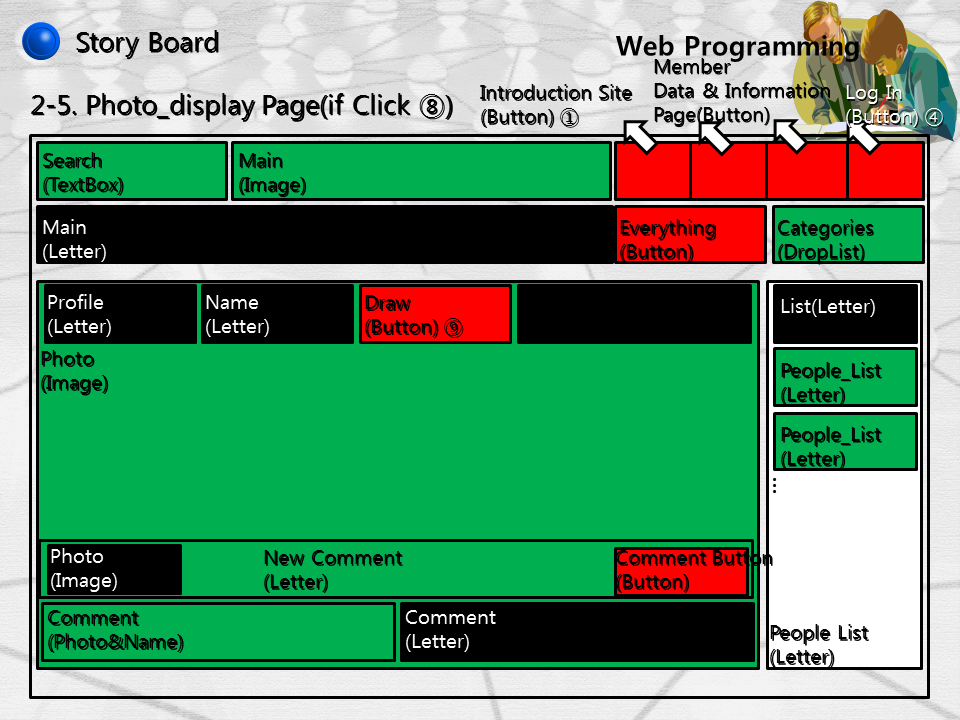 Story Board
Web Programming
2-5. Photo_display Page(if Click ⑧)
Introduction Site
(Button) ①
Member
Data & Information
Page(Button)
Log In
(Button) ④
Search
(TextBox)
Main
(Image)
Main
(Letter)
Everything
(Button)
Categories
(DropList)
Profile
(Letter)
Name
(Letter)
Draw
(Button) ⑨
List(Letter)
Photo
(Image)
People_List
(Letter)
People_List
(Letter)
⋮
Photo
(Image)
New Comment
(Letter)
Comment Button
(Button)
Comment
(Photo&Name)
Comment
(Letter)
People List
(Letter)